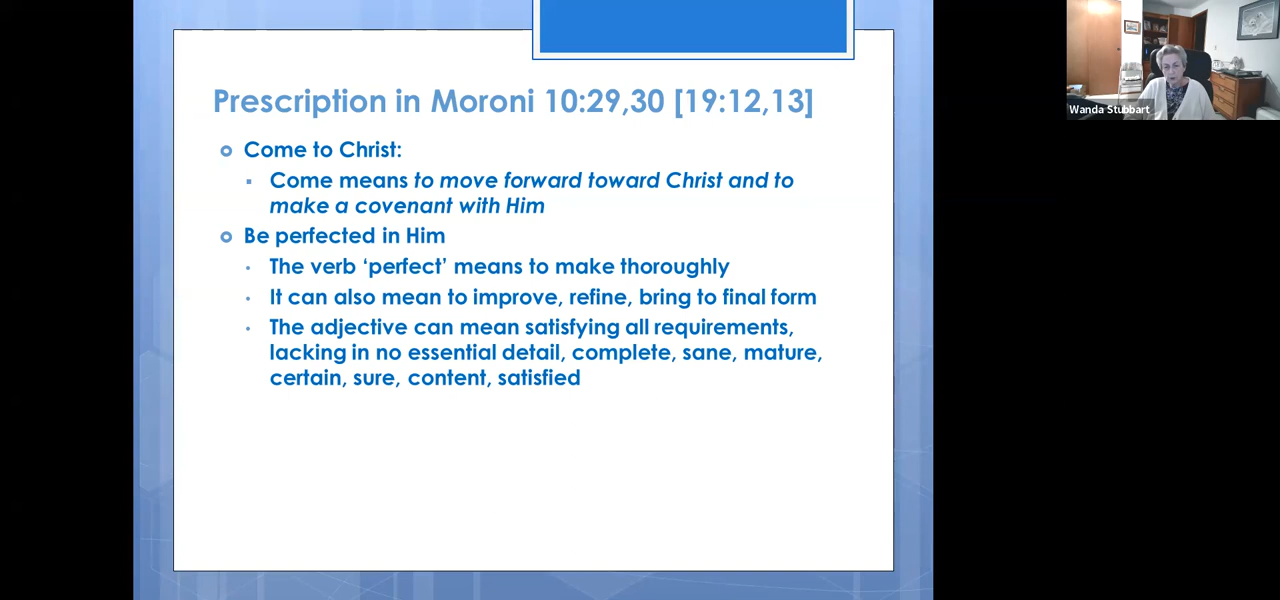 Prescription in Moroni 10:29,30 [19:12,13]
Come to Christ:
Come means to move forward toward Christ and to
make a covenant with Him
Be perfected in Him
The verb ‘perfect’ means to make thoroughly
It can also mean to improve, refine, bring to final form
The adjective can mean satisfying all requirements,
lacking in no essential detail, complete, sane, mature,
certain, sure, content, satisfied
Wanda Stubbart